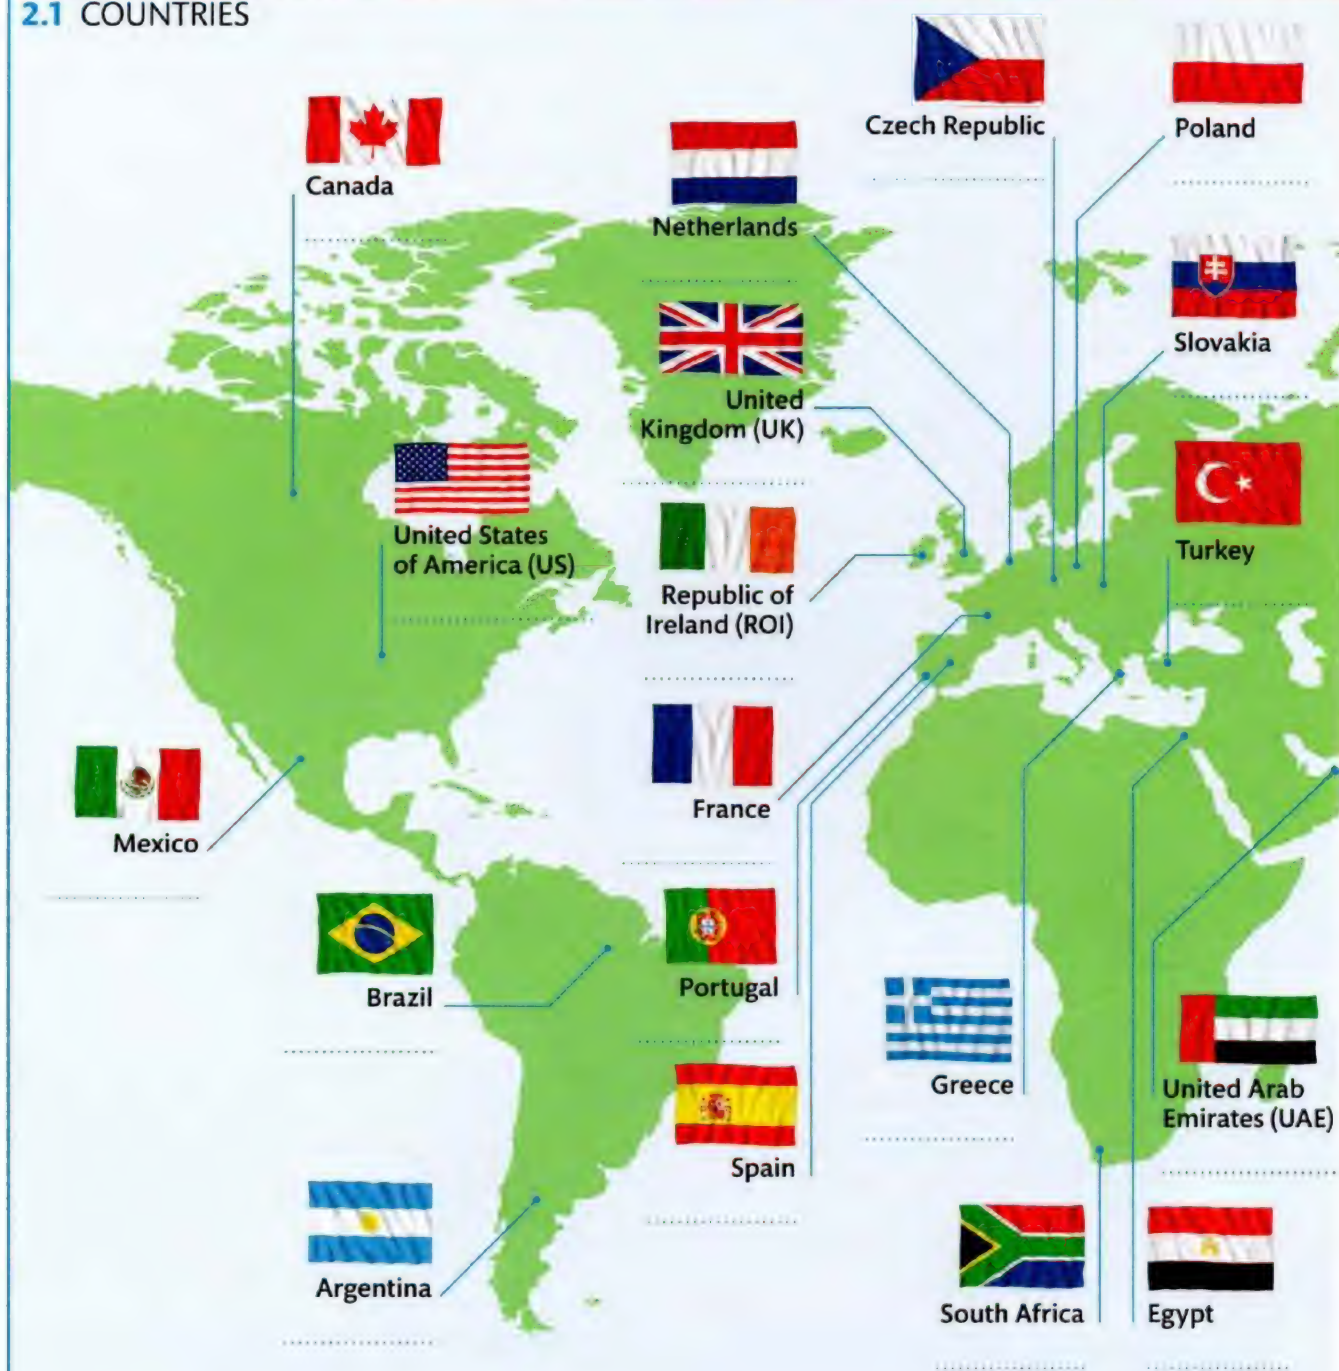 2.1 COUNTRIES
Czech Republic
Poland
Canada
Netherlands
Slovakia
United
Kingdom (UK)
United States
of America (US)
Turkey
Republic of
Ireland (ROI)
France
Mexico
Brazil
Portugal
Greece
United Arab
Emirates (UAE)
Spain
Argentina
South Africa
Egypt